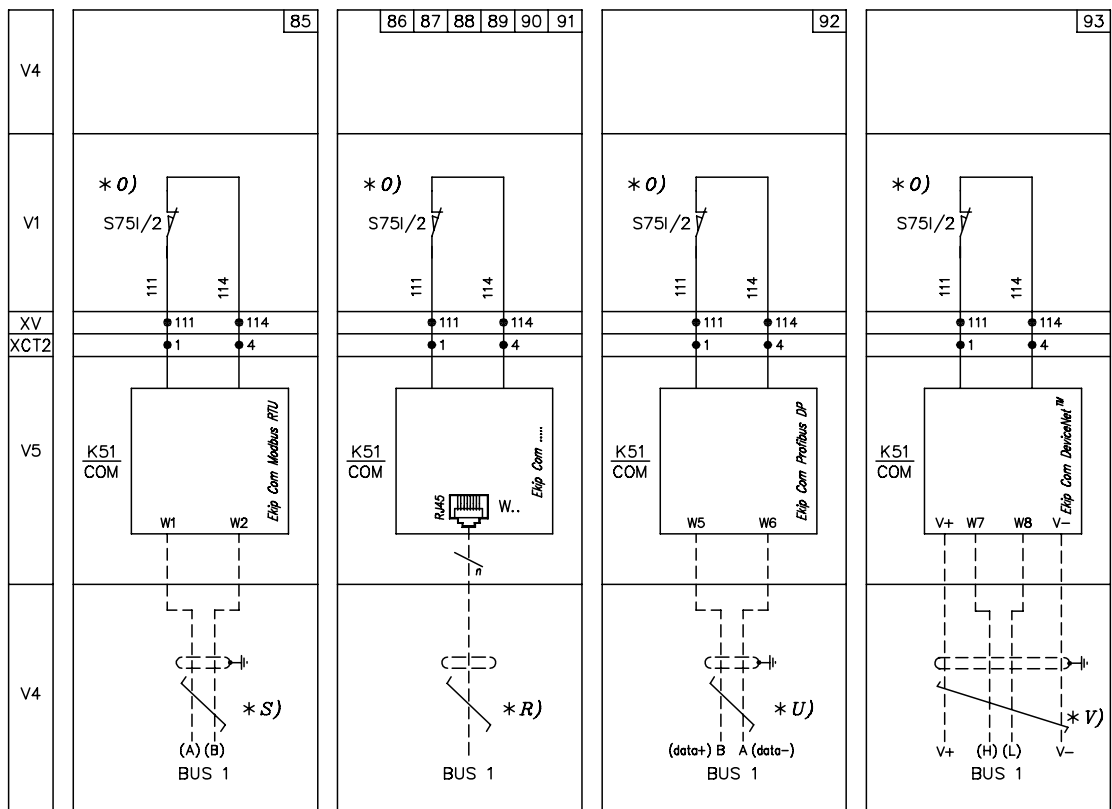 85
86 87 88 89 90 91
92
93
V4
V1
XV
XCT2
V5
V4
*O)
S75I/2
111
114
111
114
1
4
K51
COM
Ekip Com Modbus RTU
W1
W2
*S)
(A) (B)
BUS 1
*O)
S75I/2
111
114
111
114
1
4
K51
COM
Ekip Com .....
RJ45
W..
n
*R)
BUS 1
*O)
S75I/2
111
114
111
114
1
4
K51
COM
Ekip Com Profibus DP
W5
W6
*U)
(data+) B A (data-)
BUS 1
*O)
S75I/2
111
114
111
114
1
4
K51
COM
Ekip Com DeviceNet™
V+ W7 W8 V-
*V)
V+ (H) (L) V-
BUS 1